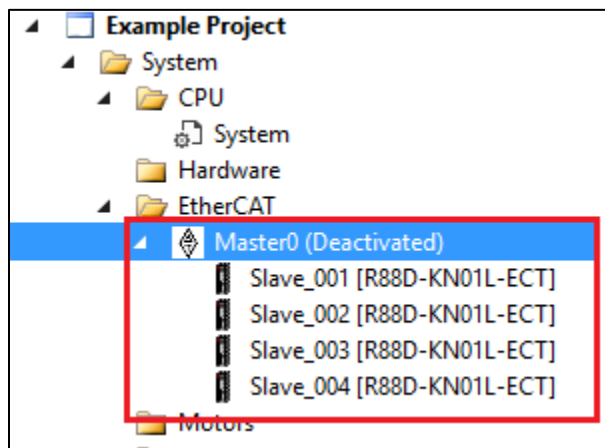 Example Project
System
CPU
System
Hardware
EtherCAT
Master0 (Deactivated)
Slave_001 [R88D-KN01L-ECT]
Slave_002 [R88D-KN01L-ECT]
Slave_003 [R88D-KN01L-ECT]
Slave_004 [R88D-KN01L-ECT]
Motors